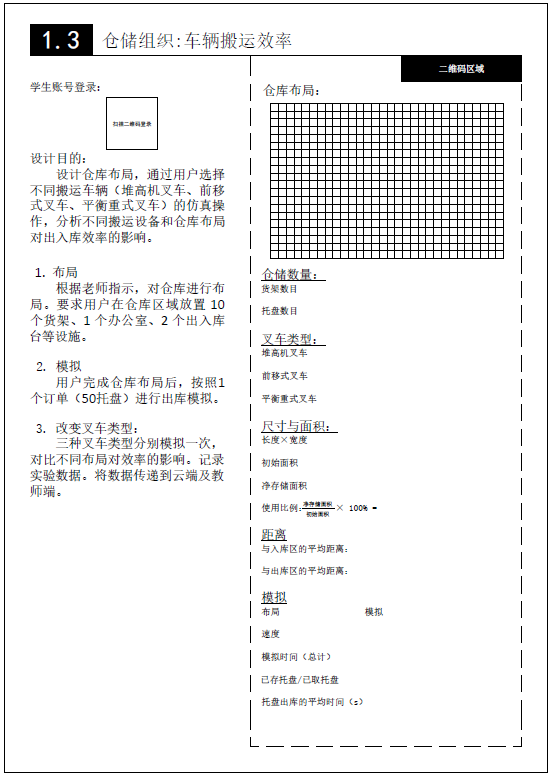 1.3 仓储组织:车辆搬运效率
二维码区域
学生账号登录:
扫描二维码登录
设计目的:
设计仓库布局，通过用户选择
不同搬运车辆（堆高机叉车、前移
式叉车、平衡重式叉车）的仿真操
作，分析不同搬运设备和仓库布局
对出入库效率的影响。
1. 布局
根据老师指示，对仓库进行布
局。要求用户在仓库区域放置 10
个货架、1 个办公室、2 个出入库
台等设施。
2. 模拟
用户完成仓库布局后，按照1
个订单（50托盘）进行出库模拟。
3. 改变叉车类型:
三种叉车类型分别模拟一次，
对比不同布局对效率的影响。记录
实验数据。将数据传递到云端及教
师端。
仓库布局:
仓储数量:
货架数目
托盘数目
叉车类型:
堆高机叉车
前移式叉车
平衡重式叉车
尺寸与面积:
长度×宽度
初始面积
净存储面积
使用比例:净存储面积/初始面积 × 100% =
距离
与入库区的平均距离:
与出库区的平均距离:
模拟
布局 模拟
速度
模拟时间（总计）
已存托盘/已取托盘
托盘出库的平均时间（s）